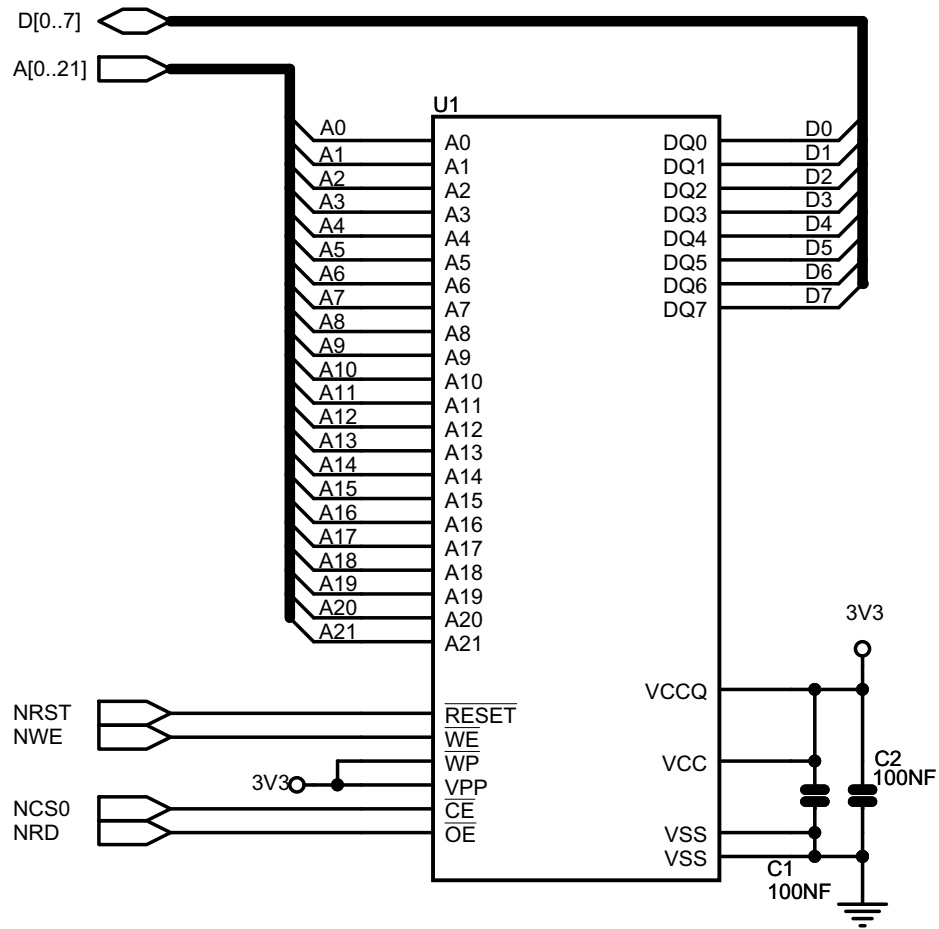 D[0..7]
A[0..21]
U1
A0 A0 DQ0 D0
A1 A1 DQ1 D1
A2 A2 DQ2 D2
A3 A3 DQ3 D3
A4 A4 DQ4 D4
A5 A5 DQ5 D5
A6 A6 DQ6 D6
A7 A7 DQ7 D7
A8 A8
A9 A9
A10 A10
A11 A11
A12 A12
A13 A13
A14 A14
A15 A15
A16 A16
A17 A17
A18 A18
A19 A19
A20 A20
A21 A21
3V3
VCCQ
NRST RESET
NWE WE
WP VCC C2
3V3 VPP 100NF
NCS0 CE
NRD OE VSS
VSS
C1
100NF